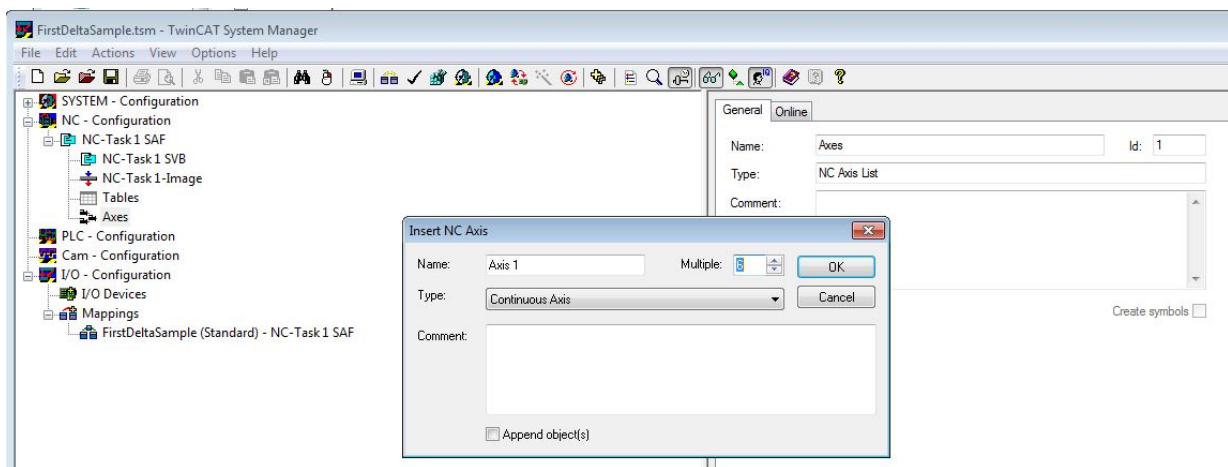 FirstDeltaSample.tsm - TwinCAT System Manager
File Edit Actions View Options Help
SYSTEM - Configuration
NC - Configuration
NC-Task 1 SAF
NC-Task 1 SVB
NC-Task 1-Image
Tables
Axes
PLC - Configuration
Cam - Configuration
I/O - Configuration
I/O Devices
Mappings
FirstDeltaSample (Standard) - NC-Task 1 SAF
General Online
Name: Axes Id: 1
Type: NC Axis List
Comment:
Create symbols
Insert NC Axis
Name: Axis 1 Multiple: 6 OK
Type: Continuous Axis Cancel
Comment:
Append object(s)